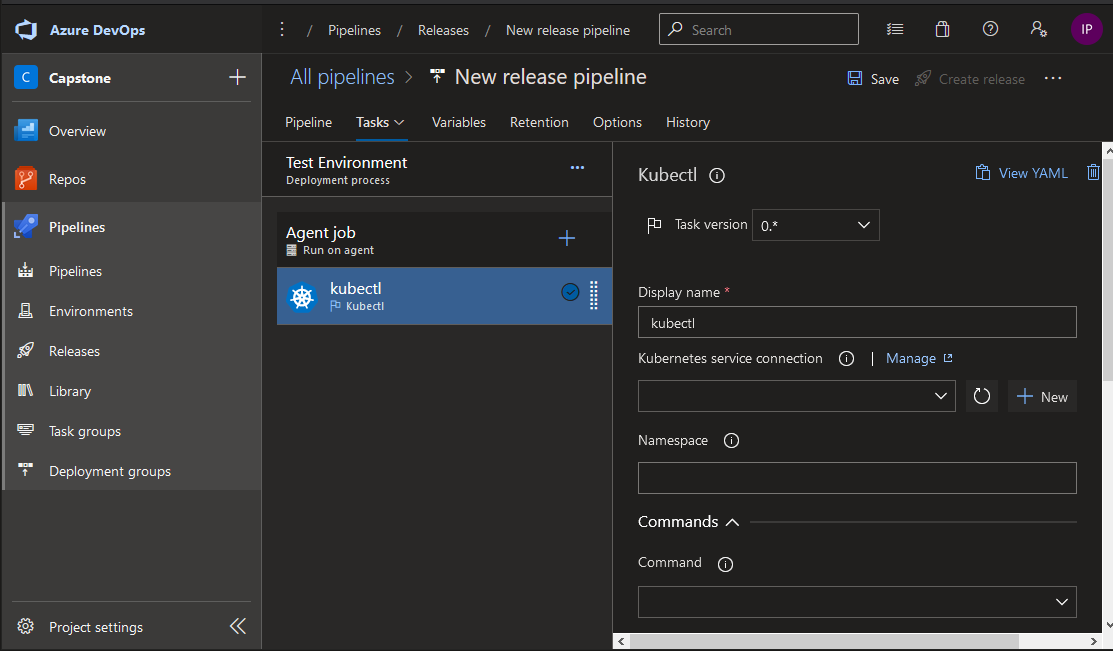 Azure DevOps
/ Pipelines / Releases / New release pipeline
Search
IP
C Capstone
Overview
Repos
Pipelines
Pipelines
Environments
Releases
Library
Task groups
Deployment groups
Project settings
All pipelines > New release pipeline
Save
Create release
Pipeline Tasks Variables Retention Options History
Test Environment
Deployment process
Agent job
Run on agent
kubectl
Kubectl
Kubectl
View YAML
Task version 0.*
Display name *
kubectl
Kubernetes service connection | Manage
New
Namespace
Commands
Command